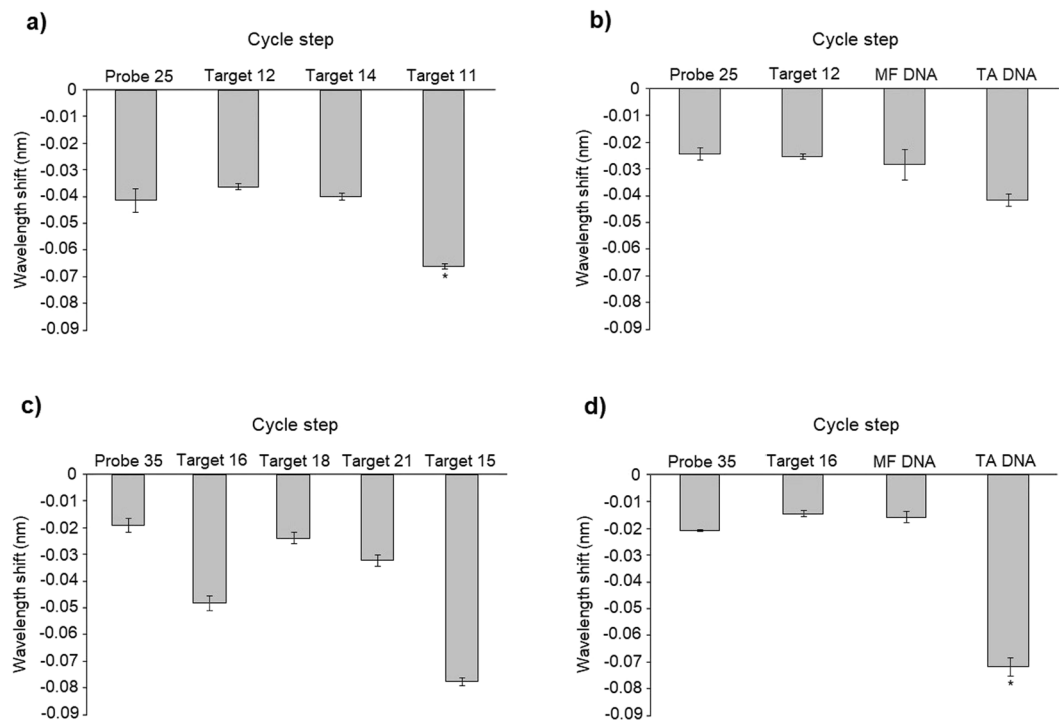 a)
Cycle step
Probe 25 Target 12 Target 14 Target 11
0
-0.01
-0.02
-0.03
-0.04
-0.05
-0.06
-0.07
-0.08
-0.09
Wavelength shift (nm)
*
b)
Cycle step
Probe 25 Target 12 MF DNA TA DNA
0
-0.01
-0.02
-0.03
-0.04
-0.05
-0.06
-0.07
-0.08
-0.09
Wavelength shift (nm)
c)
Cycle step
Probe 35 Target 16 Target 18 Target 21 Target 15
0
-0.01
-0.02
-0.03
-0.04
-0.05
-0.06
-0.07
-0.08
-0.09
Wavelength shift (nm)
d)
Cycle step
Probe 35 Target 16 MF DNA TA DNA
0
-0.01
-0.02
-0.03
-0.04
-0.05
-0.06
-0.07
-0.08
-0.09
Wavelength shift (nm)
*